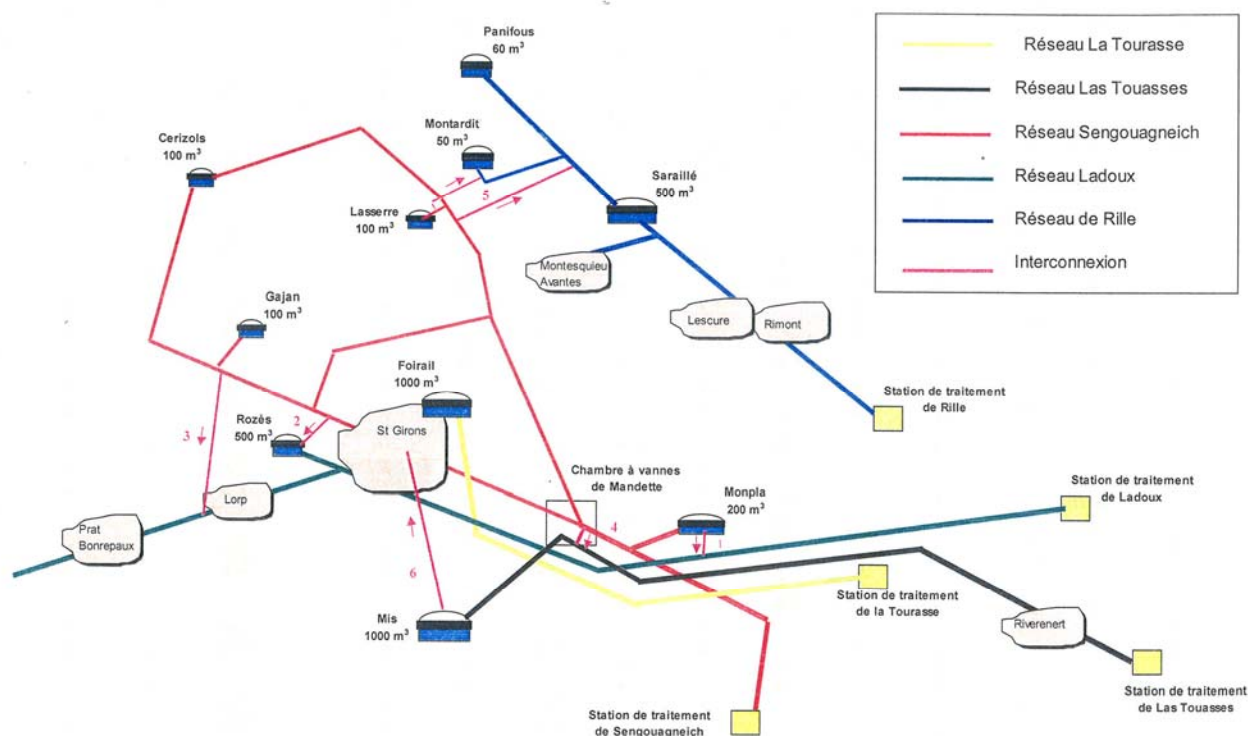 Panifous
60 m³
Réseau La Tourasse
Réseau Las Touasses
Réseau Sengouagneich
Réseau Ladoux
Réseau de Rille
Interconnexion
Cerizols
100 m³
Montardit
50 m³
Saraillé
500 m³
5
Lasserre
100 m³
Montesquieu
Avantes
Gajan
100 m³
Lescure
Rimont
Foirail
1000 m³
Station de traitement
de Rille
Rozès
500 m³
2
3
St Girons
Chambre à vannes
de Mandette
Monpla
200 m³
Station de traitement
de Ladoux
Lorp
4
1
Prat
Bonrepaux
6
Station de traitement
de la Tourasse
Mis
1000 m³
Riverenert
Station de traitement
de Las Touasses
Station de traitement
de Sengouagneich